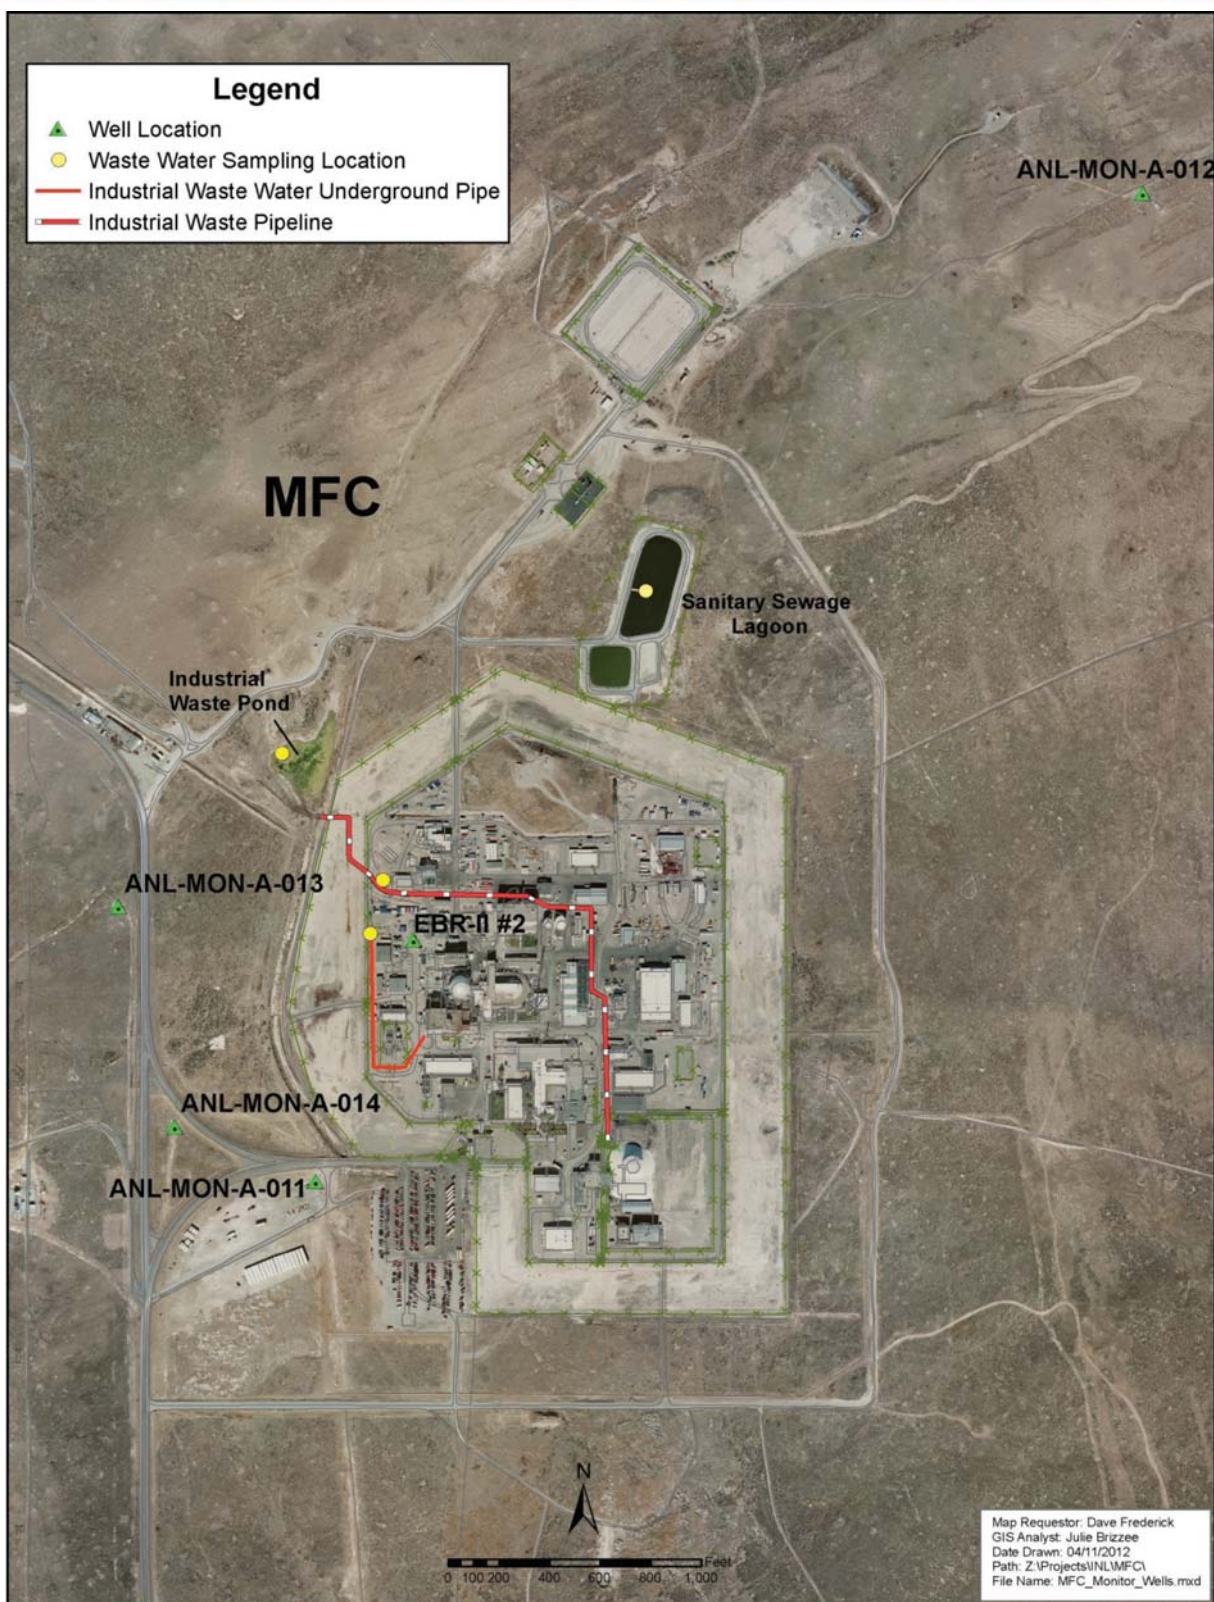 Legend
Well Location
Waste Water Sampling Location
Industrial Waste Water Underground Pipe
Industrial Waste Pipeline
ANL-MON-A-012
MFC
Sanitary Sewage
Lagoon
Industrial
Waste Pond
ANL-MON-A-013
EBR-II #2
ANL-MON-A-014
ANL-MON-A-011
N
Feet
0 100 200 400 600 800 1,000
Map Requestor: Dave Frederick
GIS Analyst: Julie Brizzee
Date Drawn: 04/11/2012
Path: Z:\Projects\INL\MFC\
File Name: MFC_Monitor_Wells.mxd